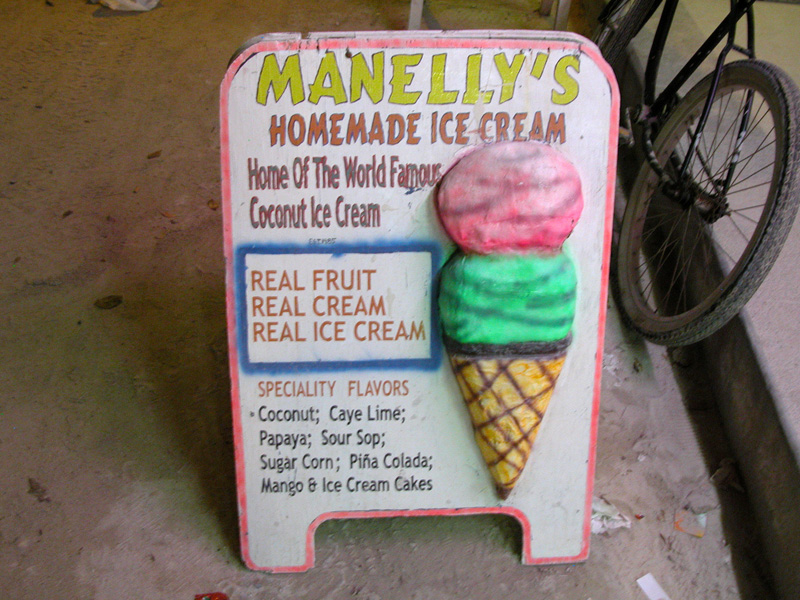 MANELLY'S
HOMEMADE ICE CREAM
Home Of The World Famous
Coconut Ice Cream
REAL FRUIT
REAL CREAM
REAL ICE CREAM
SPECIALITY FLAVORS
Coconut; Caye Lime;
Papaya; Sour Sop;
Sugar Corn; Piña Colada;
Mango & Ice Cream Cakes